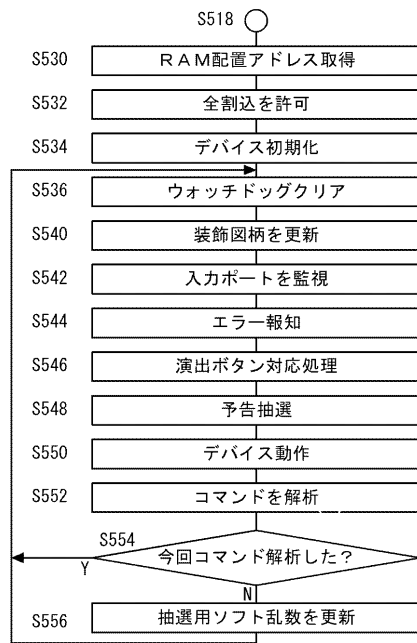 S518
S530 RAM配置アドレス取得
S532 全割込を許可
S534 デバイス初期化
S536 ウォッチドッグクリア
S540 装飾図柄を更新
S542 入力ポートを監視
S544 エラー報知
S546 演出ボタン対応処理
S548 予告抽選
S550 デバイス動作
S552 コマンドを解析
S554
今回コマンド解析した?
Y
N
S556 抽選用ソフト乱数を更新